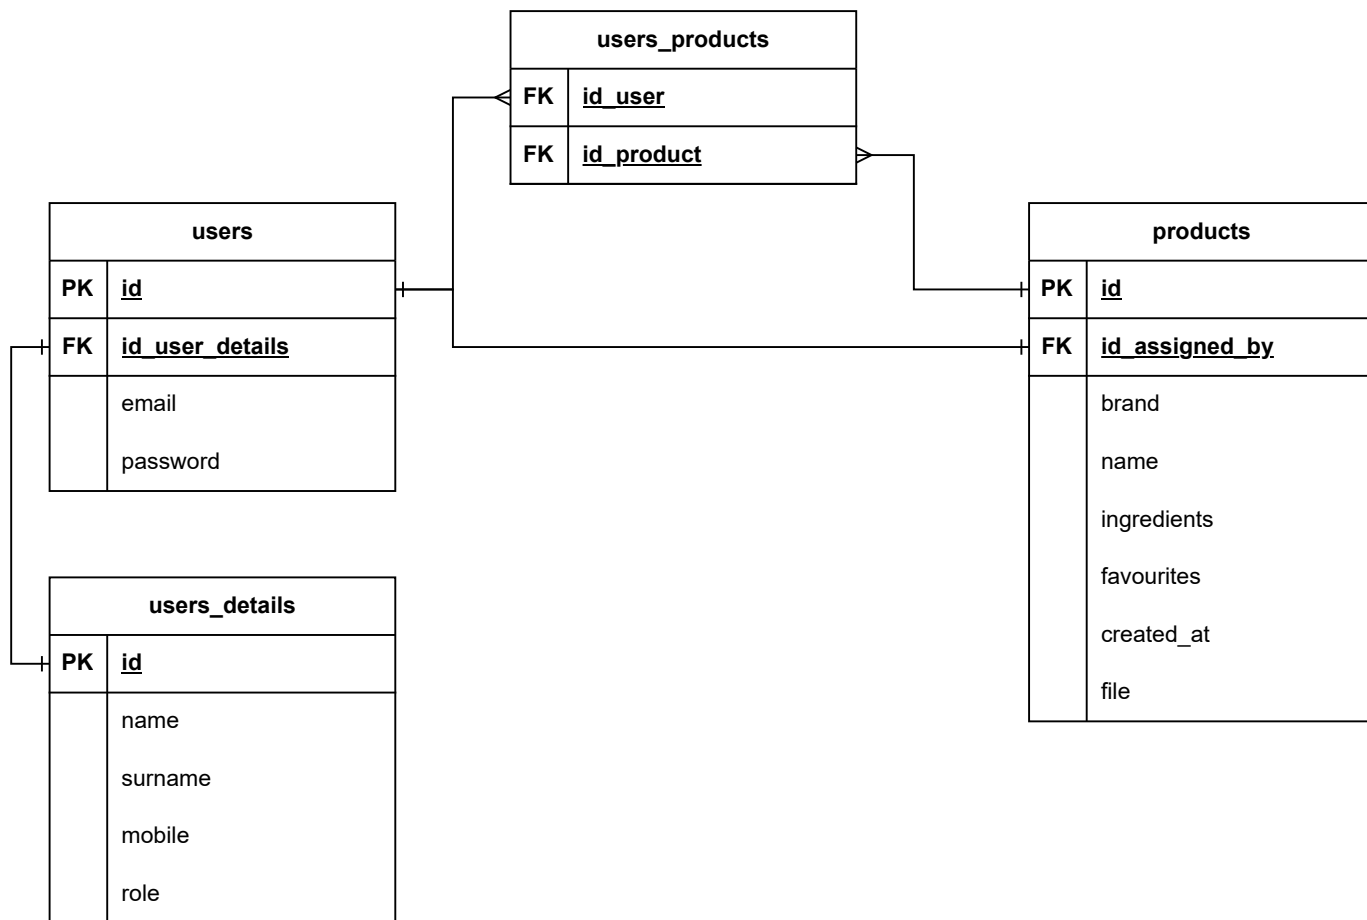 users_products
FK id_user
FK id_product
users
PK id
FK id_user_details
email
password
products
PK id
FK id_assigned_by
brand
name
ingredients
favourites
created_at
file
users_details
PK id
name
surname
mobile
role